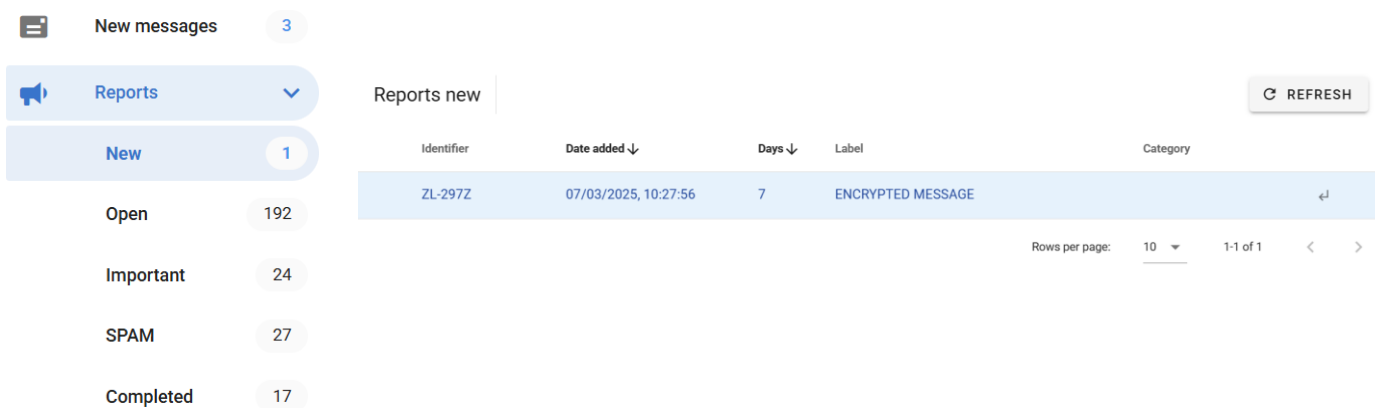 New messages 3
Reports
New 1
Open 192
Important 24
SPAM 27
Completed 17
Reports new
REFRESH
Identifier Date added Days Label Category
ZL-297Z 07/03/2025, 10:27:56 7 ENCRYPTED MESSAGE
Rows per page: 10 1-1 of 1